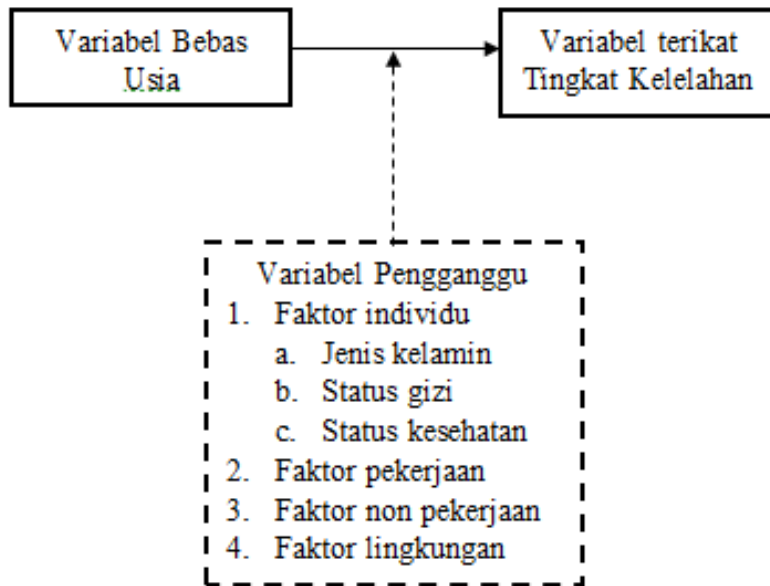 Variabel Bebas
Usia
Variabel terikat
Tingkat Kelelahan
Variabel Pengganggu
1. Faktor individu
a. Jenis kelamin
b. Status gizi
c. Status kesehatan
2. Faktor pekerjaan
3. Faktor non pekerjaan
4. Faktor lingkungan